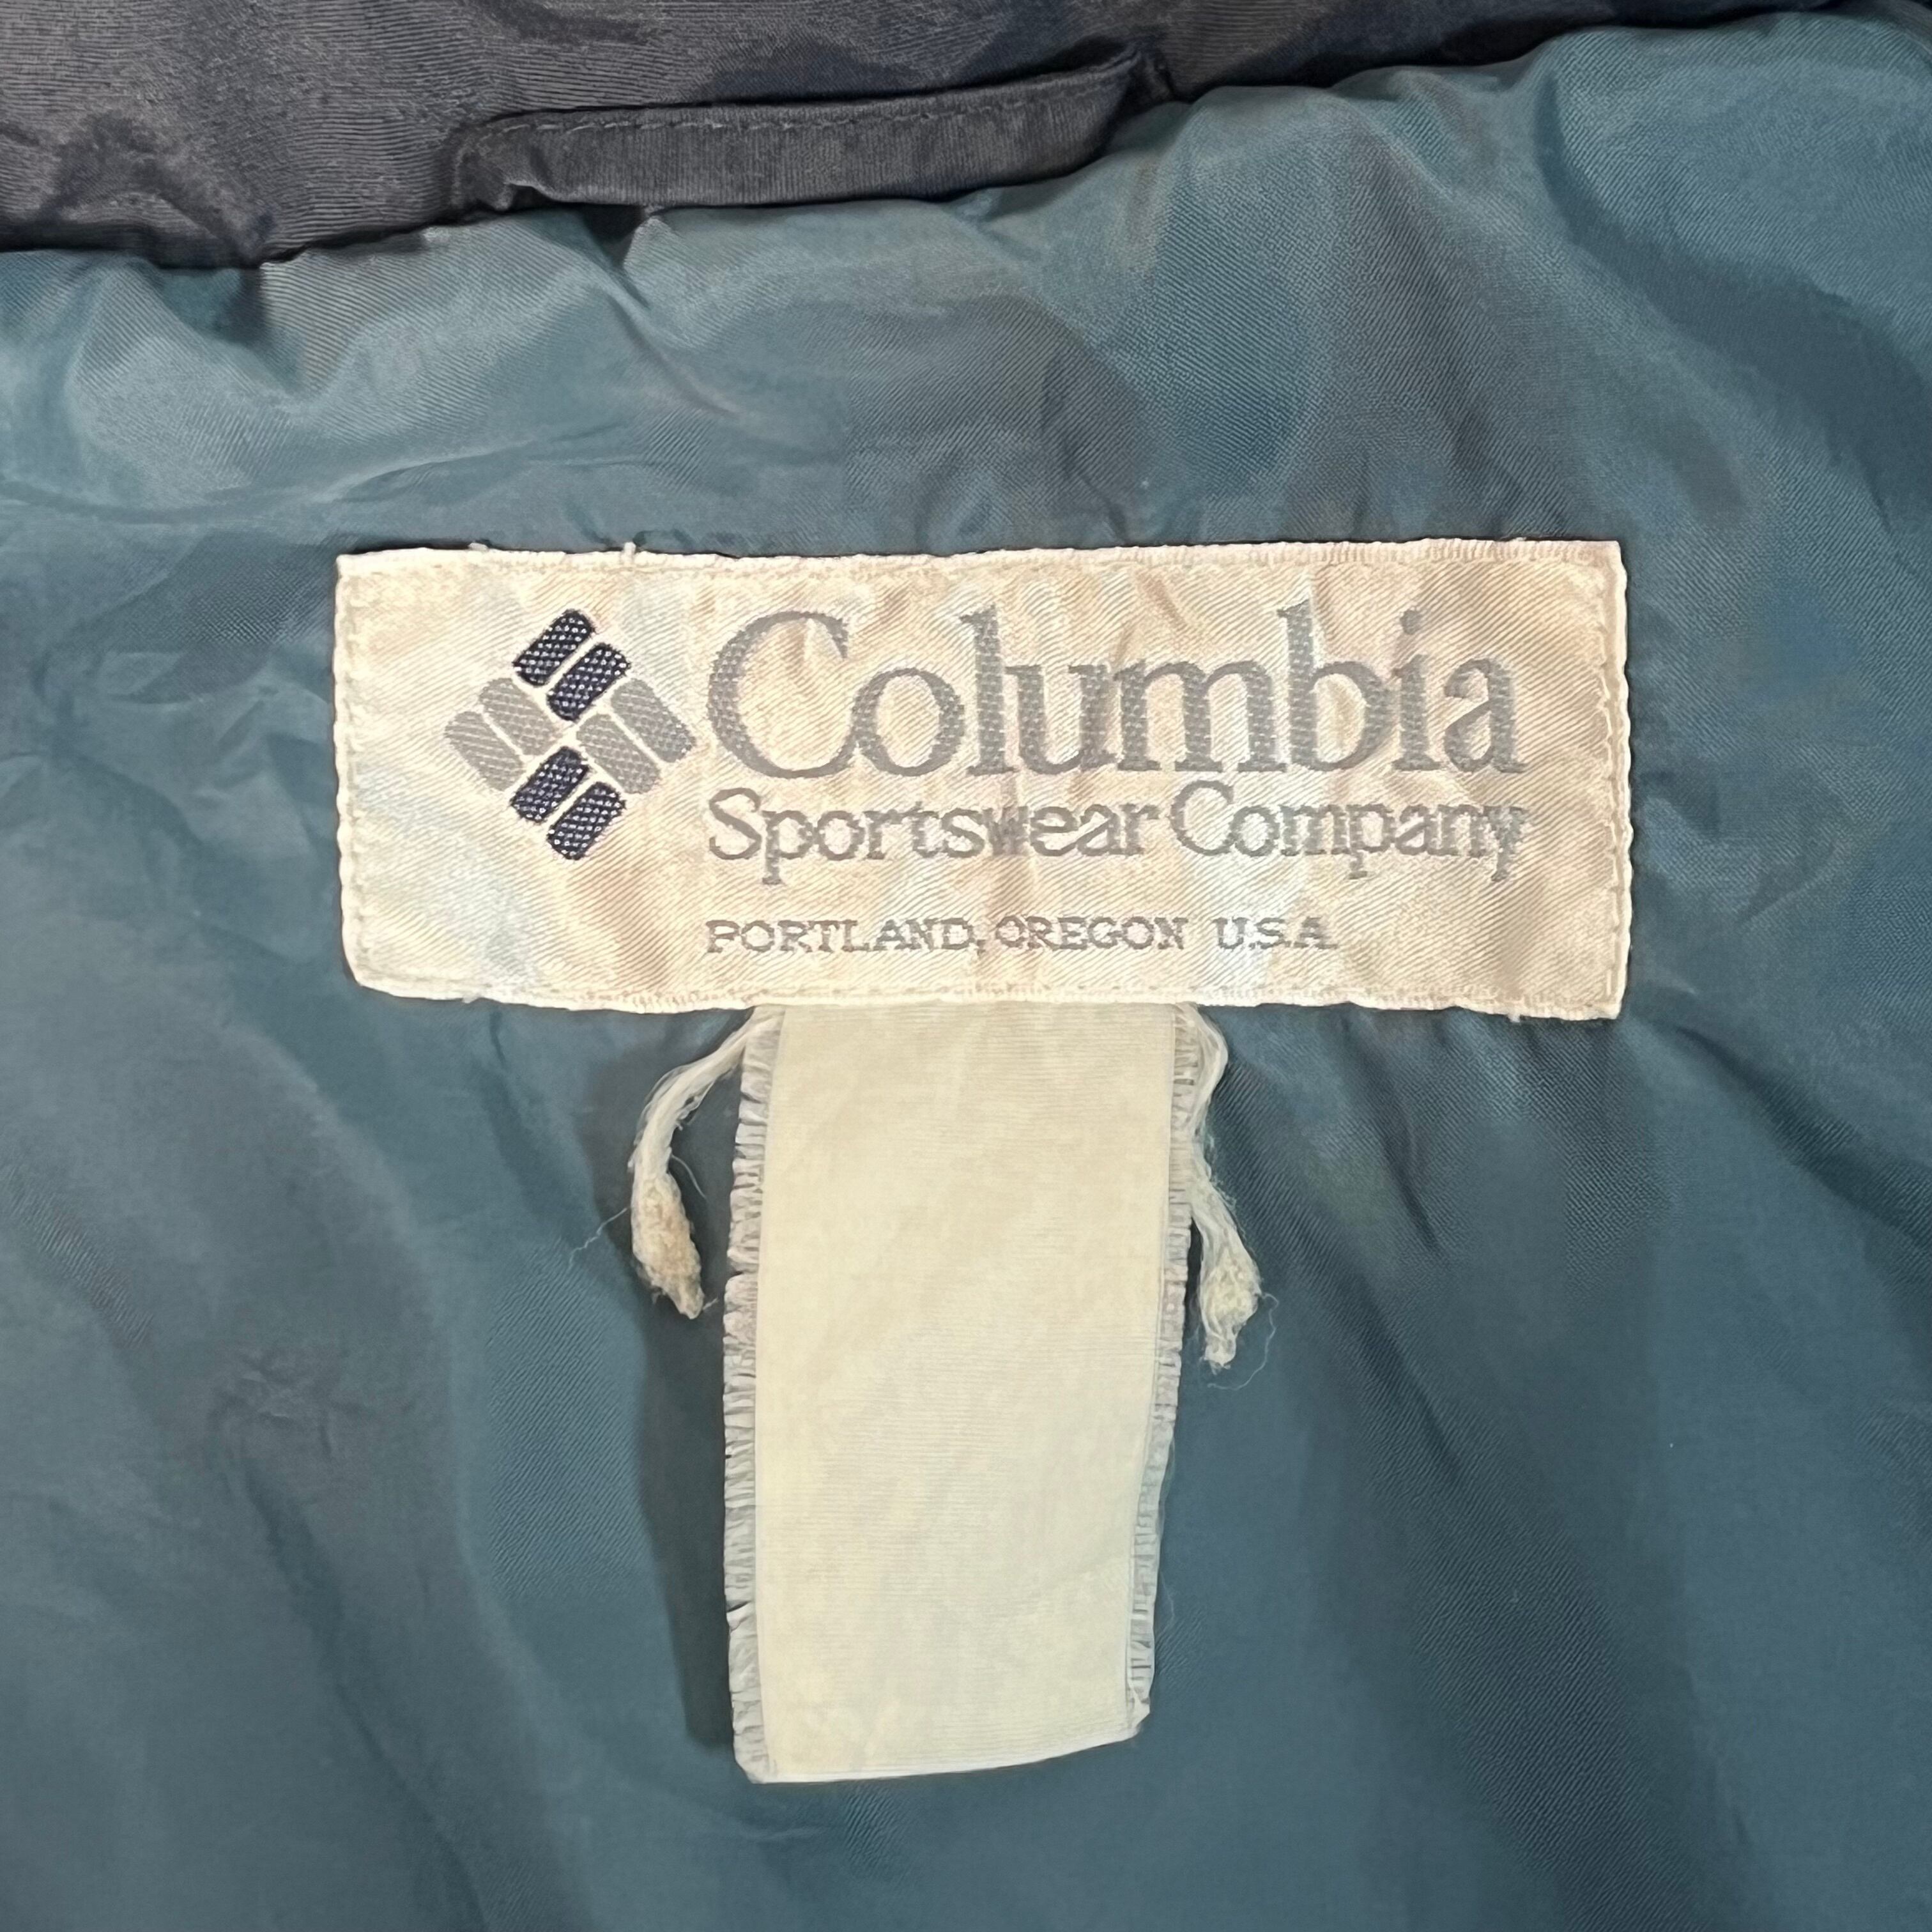 Columbia
Sportswear Company
PORTLAND, OREGON U.S.A.